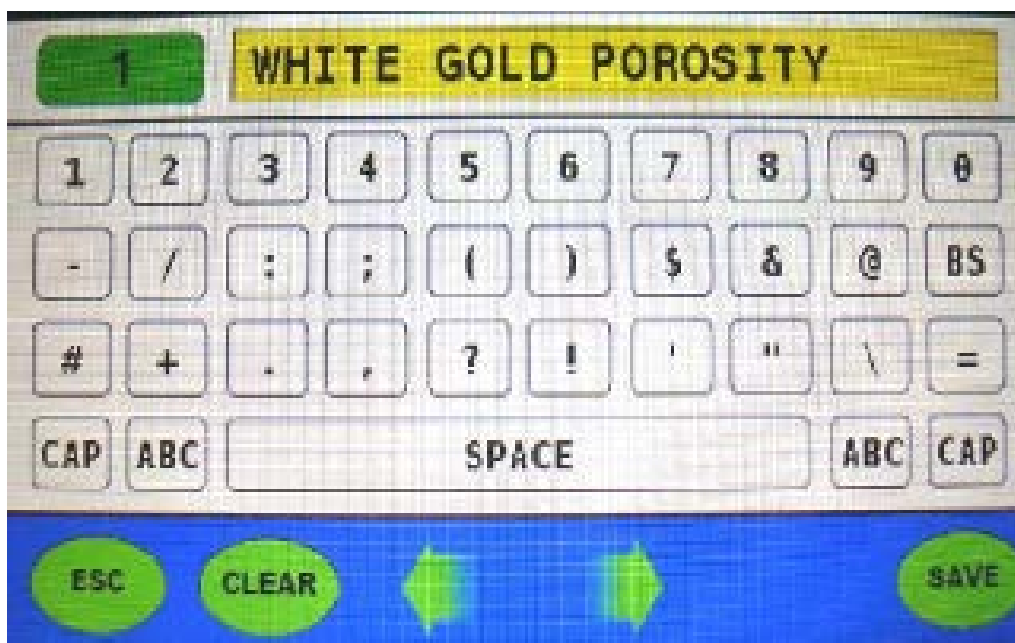 1 WHITE GOLD POROSITY
1 2 3 4 5 6 7 8 9 0
- / : ; ( ) $ & @ BS
# + . , ? ! ' " \ =
CAP ABC SPACE ABC CAP
ESC CLEAR SAVE